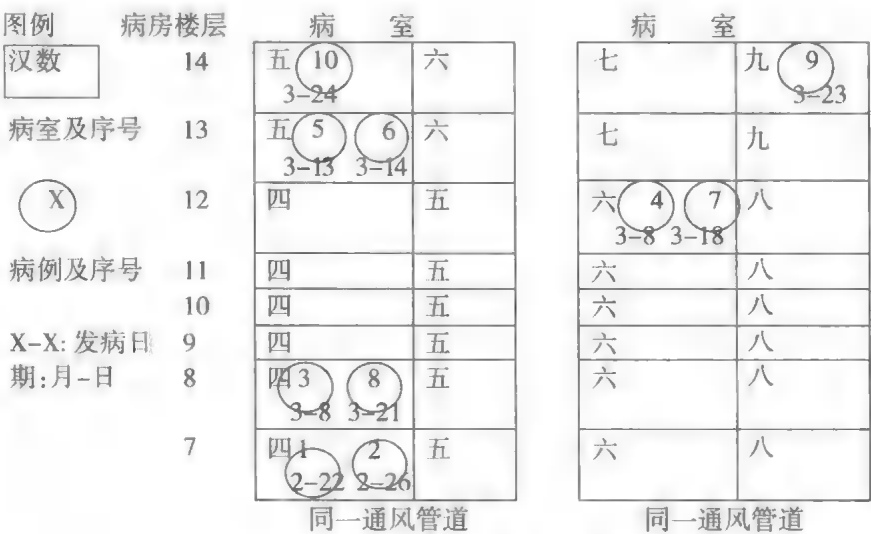 图例 病房楼层 病 室 病 室
汉数 14 五 10 六 七 九 9
3-24 3-23
病室及序号 13 五 5 6 六 七 九
3-13 3-14
X 12 四 五 六 4 7 八
3-8 3-18
病例及序号 11 四 五 六 八
10 四 五 六 八
X-X: 发病日 9 四 五 六 八
期:月-日 8 四 3 8 五 六 八
3-8 3-21
7 四 1 2 五 六 八
2-22 2-26
同一通风管道 同一通风管道